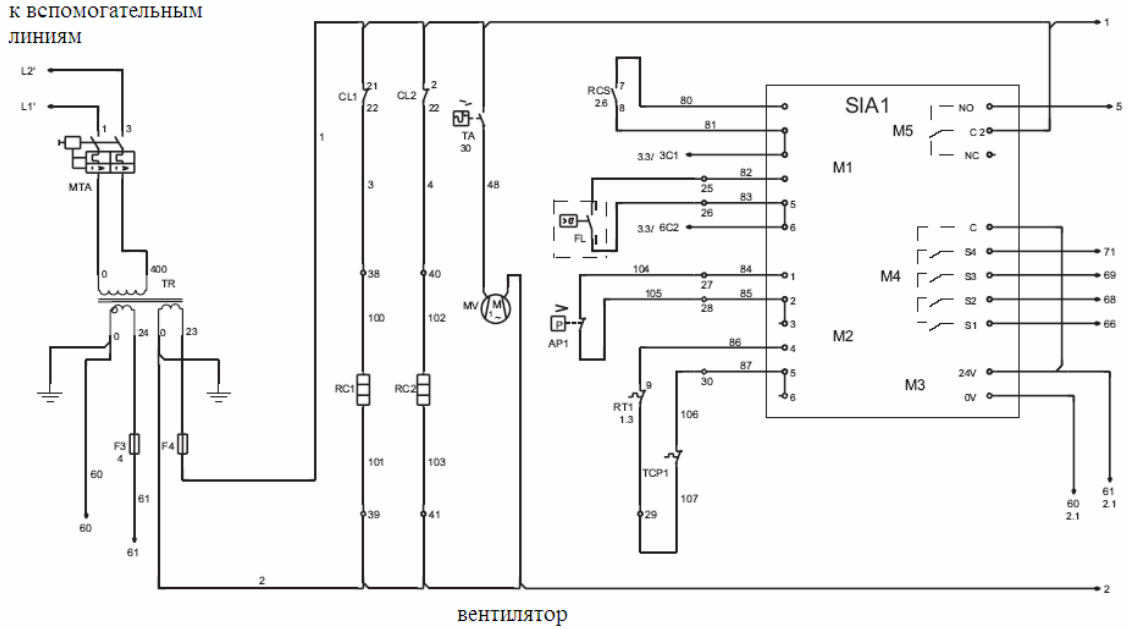 к вспомогательным
линиям
L2'
L1'
1
3
MTA
0
400
TR
0
24
0
23
F3
4
F4
60
61
60
61
1
2
CL1
21
22
3
38
100
RC1
101
39
CL2
2
22
4
40
102
RC2
103
41
TA
30
48
MV
M
1~
вентилятор
RCS
2.6
7
8
80
81
3.3/ 3C1
82
25
83
26
3.3/ 6C2
FL
104
84
27
105
85
28
P
AP1
86
87
30
9
RT1
1.3
106
TCP1
107
29
SIA1
M1
M2
M3
M4
M5
5
6
1
2
3
4
5
6
NO
C 2
NC
C
S4
S3
S2
S1
24V
0V
1
5
71
69
68
66
60
2.1
61
2.1
2